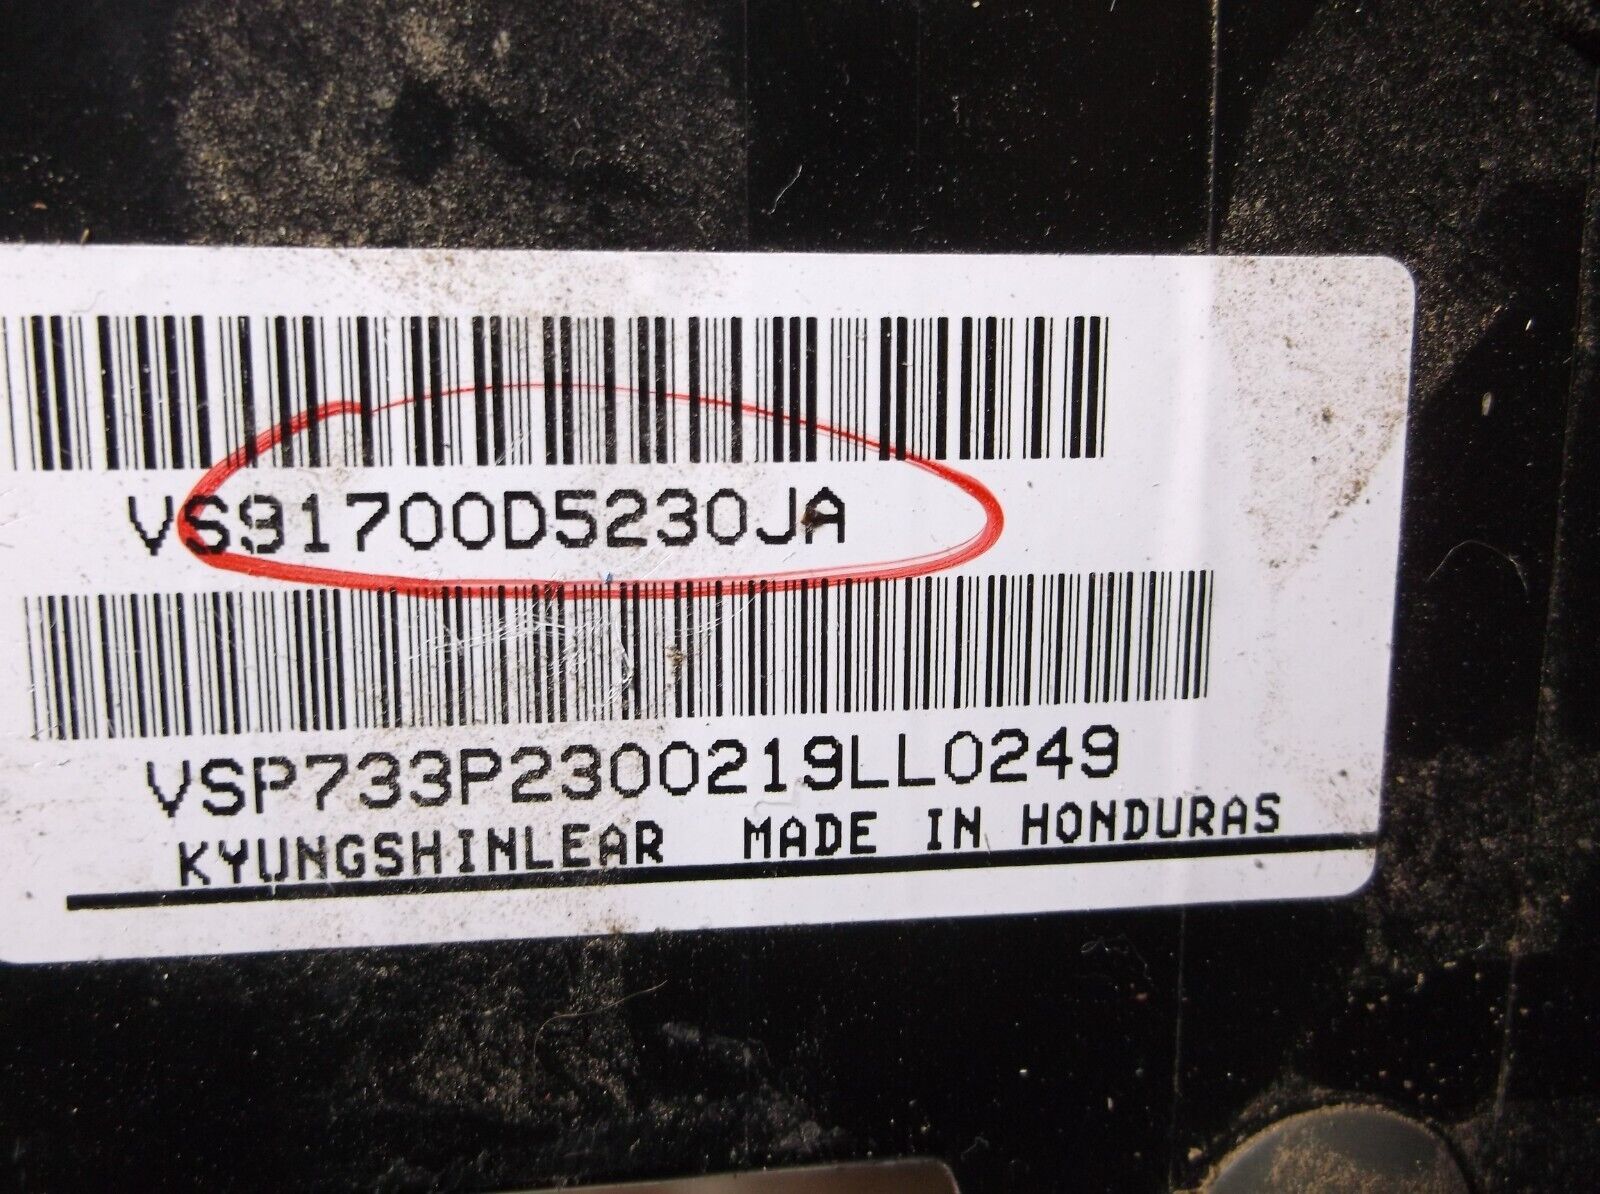 VS91700D5230JA
VSP733P2300219LL0249
KYUNGSHINLEAR MADE IN HONDURAS